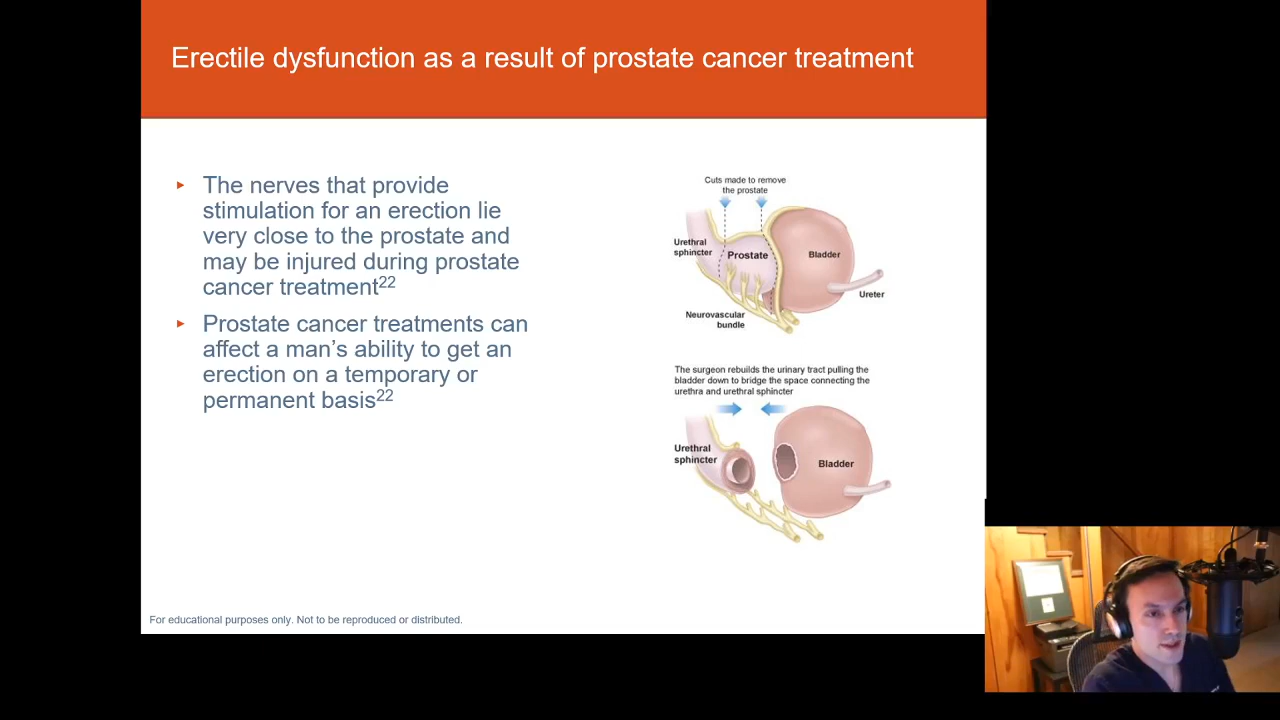 Erectile dysfunction as a result of prostate cancer treatment
▸ The nerves that provide
stimulation for an erection lie
very close to the prostate and
may be injured during prostate
cancer treatment22
▸ Prostate cancer treatments can
affect a man’s ability to get an
erection on a temporary or
permanent basis22
Cuts made to remove
the prostate
Urethral
sphincter
Prostate
Bladder
Ureter
Neurovascular
bundle
The surgeon rebuilds the urinary tract pulling the
bladder down to bridge the space connecting the
urethra and urethral sphincter
Urethral
sphincter
Bladder
For educational purposes only. Not to be reproduced or distributed.